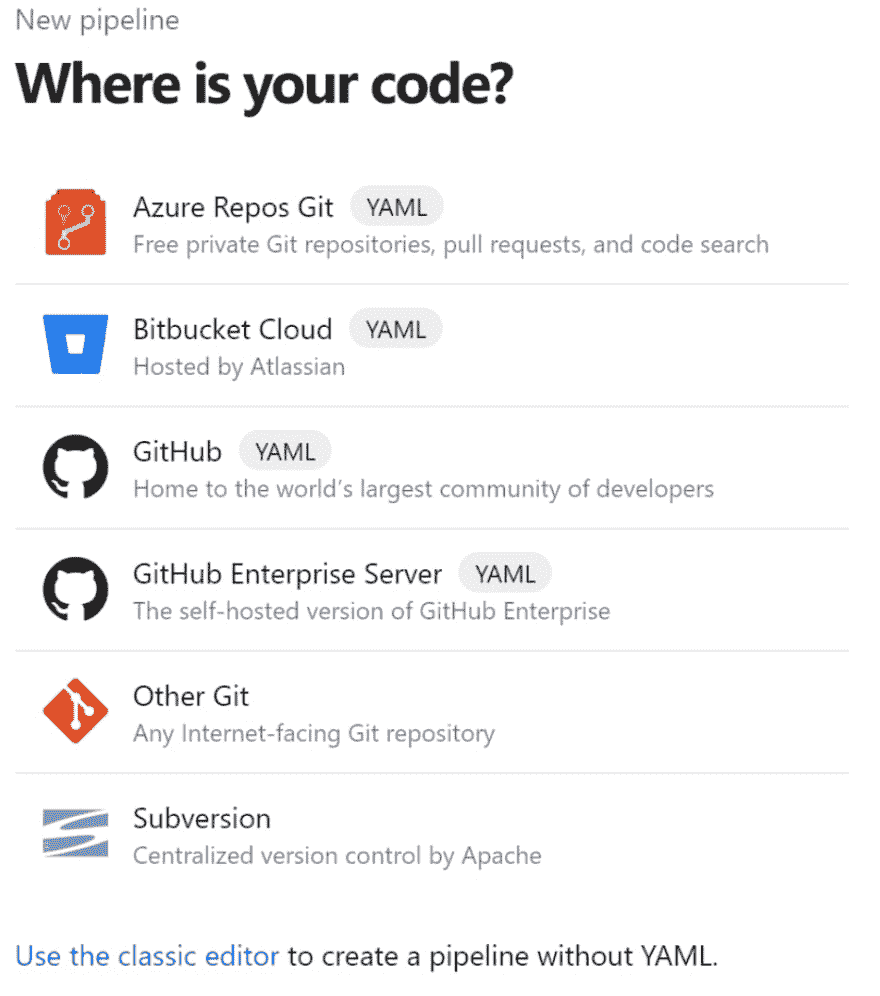 New pipeline
Where is your code?
Azure Repos Git YAML
Free private Git repositories, pull requests, and code search
Bitbucket Cloud YAML
Hosted by Atlassian
GitHub YAML
Home to the world's largest community of developers
GitHub Enterprise Server YAML
The self-hosted version of GitHub Enterprise
Other Git
Any Internet-facing Git repository
Subversion
Centralized version control by Apache
Use the classic editor to create a pipeline without YAML.